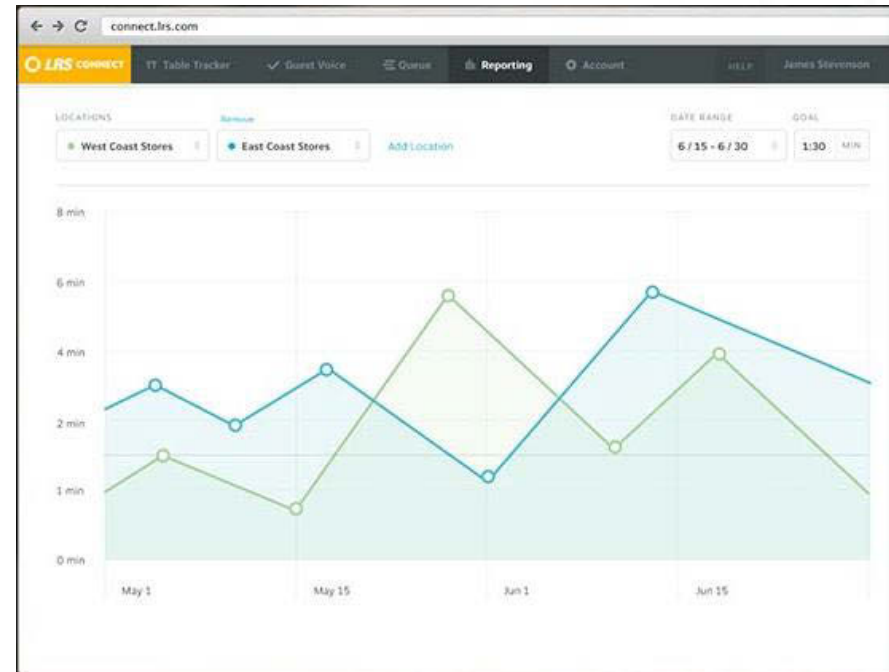 connect.lrs.com
LRS CONNECT TT Table Tracker Guest Voice Queue Reporting Account HELP James Stevenson
LOCATIONS Remove DATE RANGE GOAL
West Coast Stores East Coast Stores Add Location 6 / 15 - 6 / 30 1:30 MIN
8 min
6 min
4 min
2 min
1 min
0 min
May 1 May 15 Jun 1 Jun 15